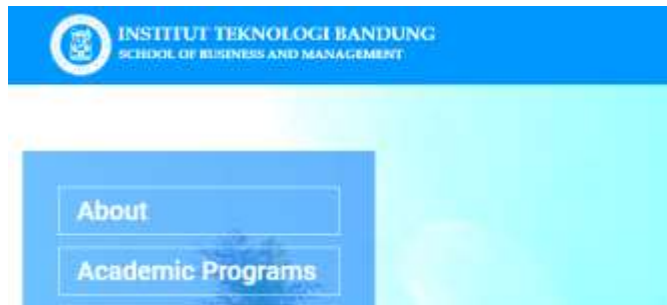 INSTITUT TEKNOLOGI BANDUNG
SCHOOL OF BUSINESS AND MANAGEMENT
About
Academic Programs